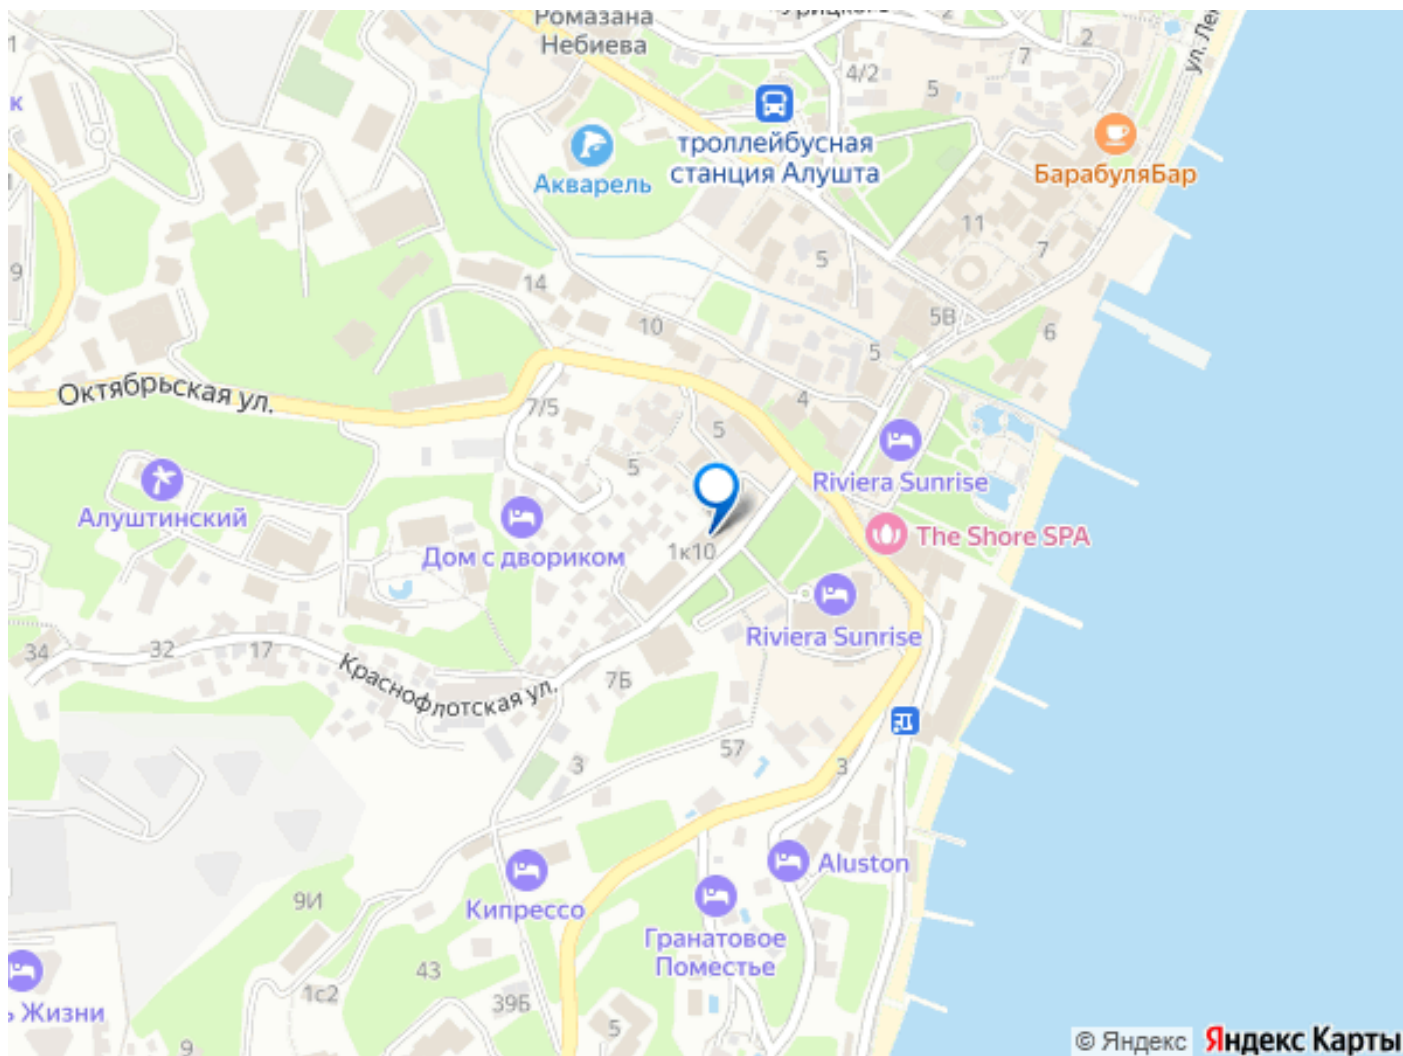 Ромазана
Небиева
2
ул. Лен
7
2
4/2
5
1
к
троллейбусная
станция Алушта
Акварель
БарабуляБар
11
7
5
9
14
10
5В
6
5
Октябрьская ул.
7/5
4
5
5
Riviera Sunrise
Алуштинский
Дом с двориком
1к10
The Shore SPA
Riviera Sunrise
34
32
17
Краснофлотская ул.
7Б
57
3
3
Aluston
9И
Кипрессо
Гранатовое
Поместье
43
1с2
39Б
5
ь Жизни
9
© Яндекс Яндекс Карты